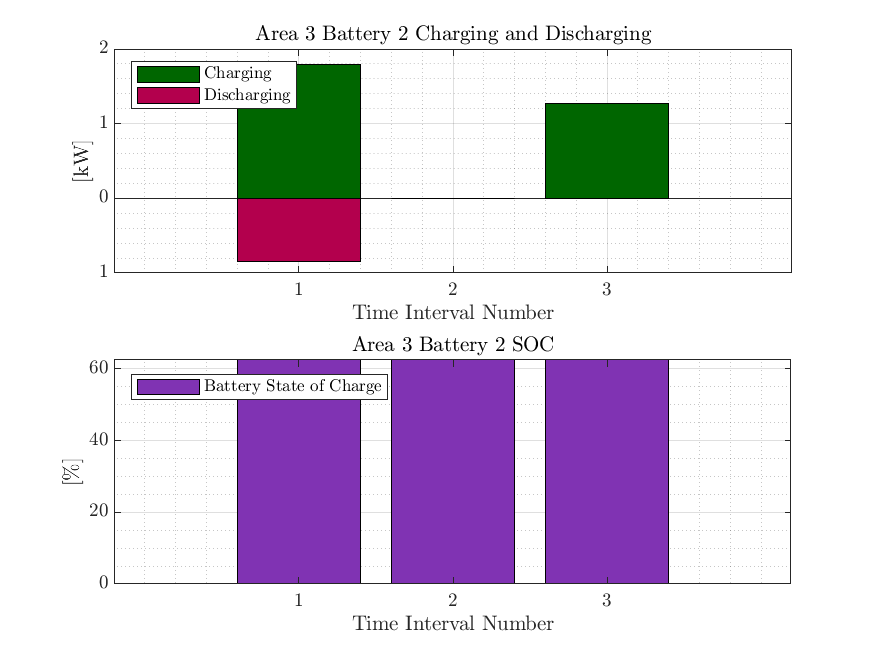 Area 3 Battery 2 Charging and Discharging
2
Charging
Discharging
1
[kW]
0
1
1 2 3
Time Interval Number
Area 3 Battery 2 SOC
60
Battery State of Charge
40
[%]
20
0
1 2 3
Time Interval Number